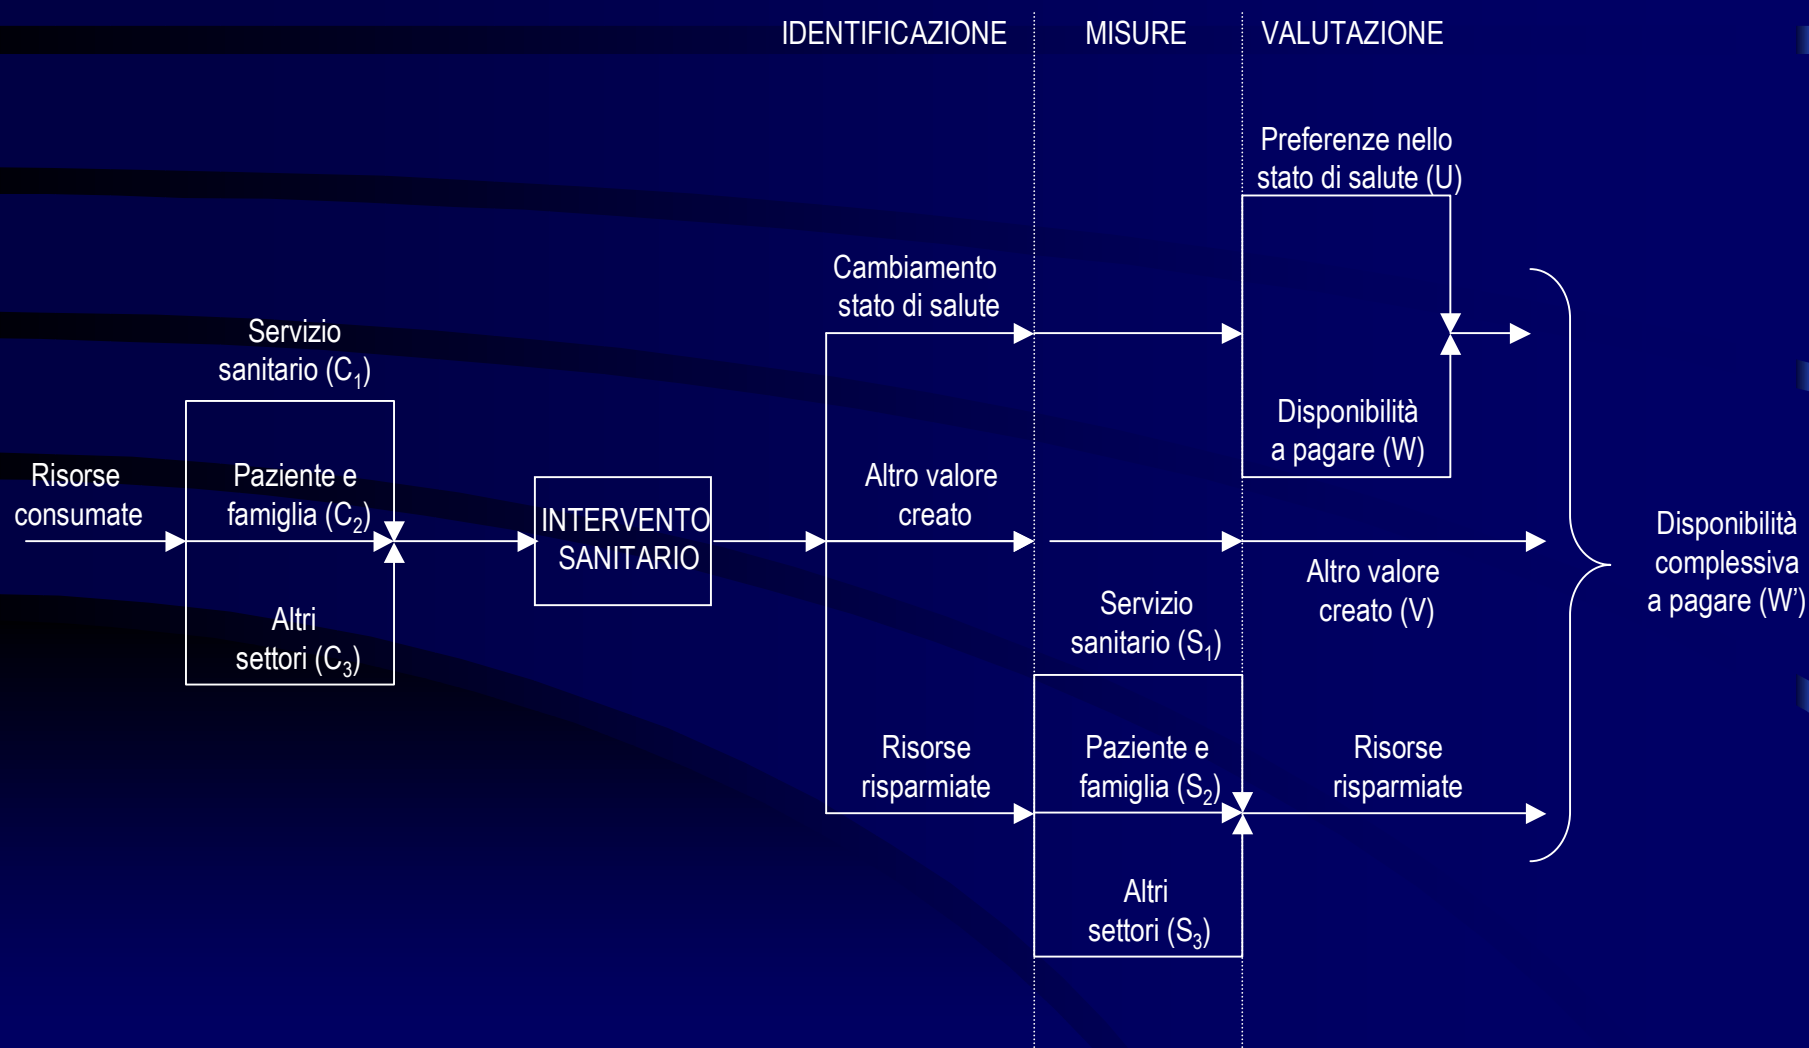 IDENTIFICAZIONE
MISURE
VALUTAZIONE
Preferenze nello
stato di salute (U)
Cambiamento
stato di salute
Servizio
sanitario (C₁)
Disponibilità
a pagare (W)
Risorse
consumate
Paziente e
famiglia (C₂)
INTERVENTO
SANITARIO
Altro valore
creato
Disponibilità
complessiva
a pagare (W’)
Altro valore
creato (V)
Altri
settori (C₃)
Servizio
sanitario (S₁)
Risorse
risparmiate
Paziente e
famiglia (S₂)
Risorse
risparmiate
Altri
settori (S₃)